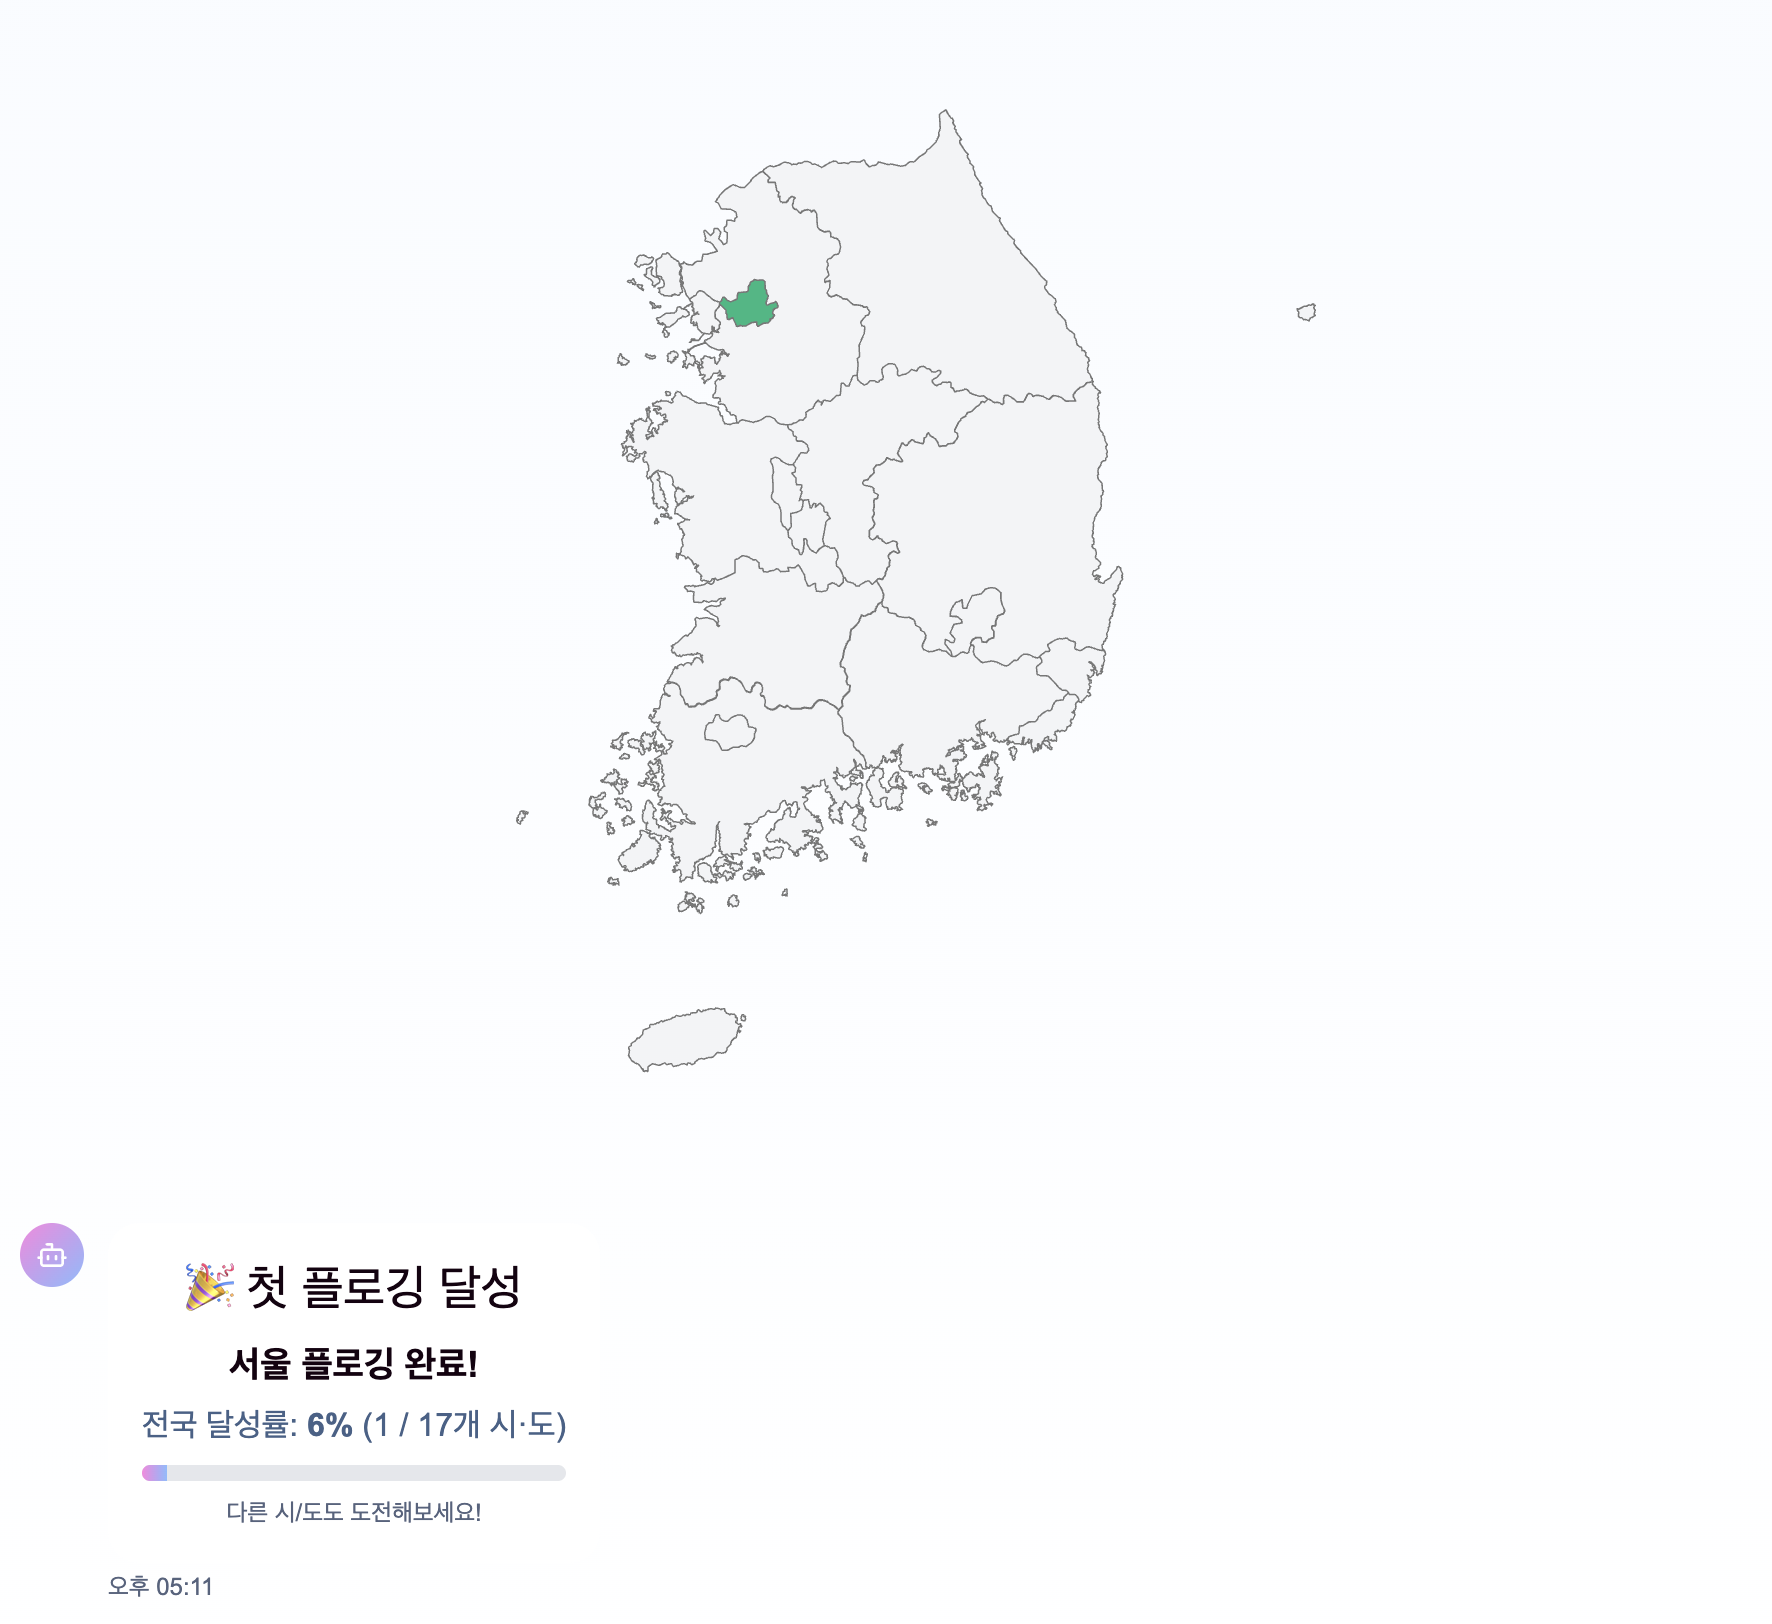 첫 플로깅 달성
서울 플로깅 완료!
전국 달성률: 6% (1 / 17개 시·도)
다른 시/도도 도전해보세요!
오후 05:11